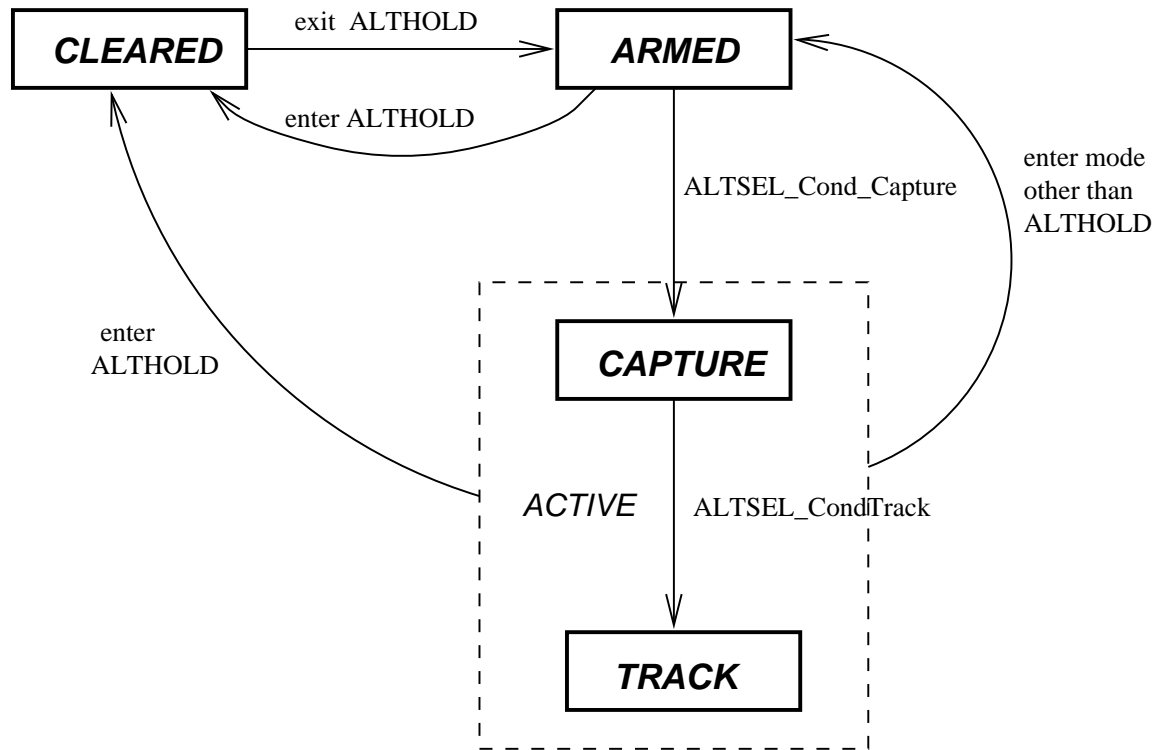 exit ALTHOLD
CLEARED
ARMED
enter ALTHOLD
enter mode
other than
ALTHOLD
ALTSEL_Cond_Capture
enter
ALTHOLD
CAPTURE
ACTIVE
ALTSEL_CondTrack
TRACK